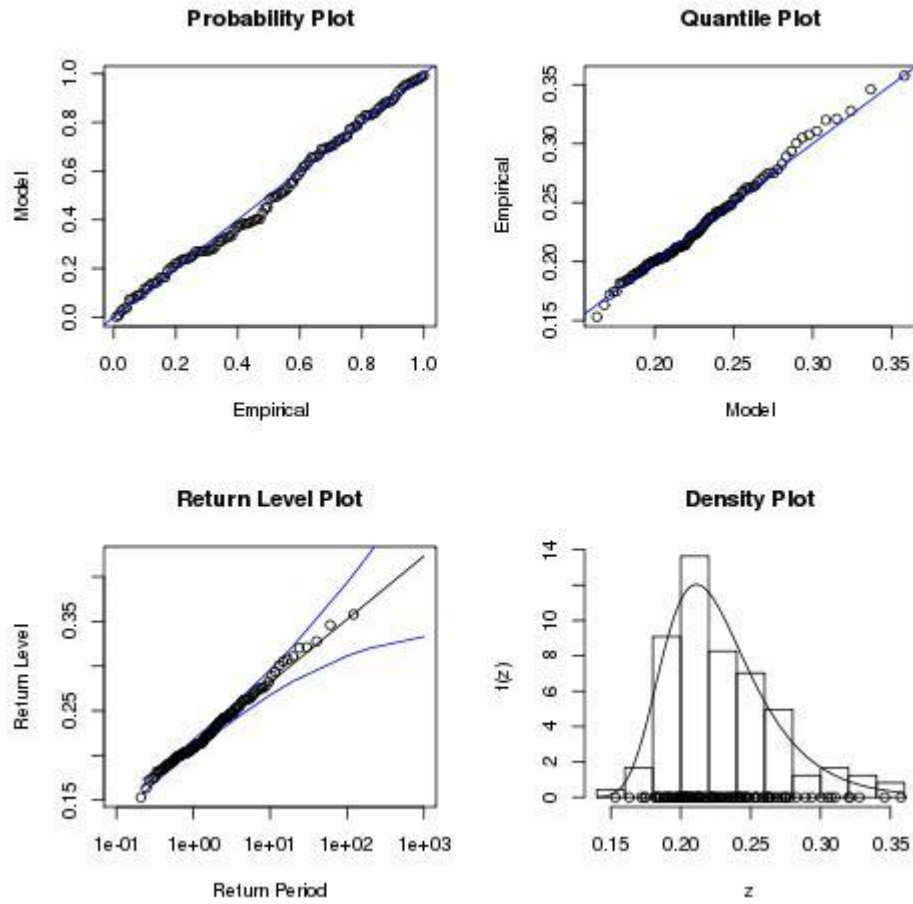 Probability Plot
Model
0.0 0.2 0.4 0.6 0.8 1.0
0.0 0.2 0.4 0.6 0.8 1.0
Empirical
Quantile Plot
Empirical
0.15 0.20 0.25 0.30 0.35
0.20 0.25 0.30 0.35
Model
Return Level Plot
Return Level
0.15 0.25 0.35
1e-01 1e+00 1e+01 1e+02 1e+03
Return Period
Density Plot
f(z)
0 2 4 6 8 10 14
0.15 0.20 0.25 0.30 0.35
z